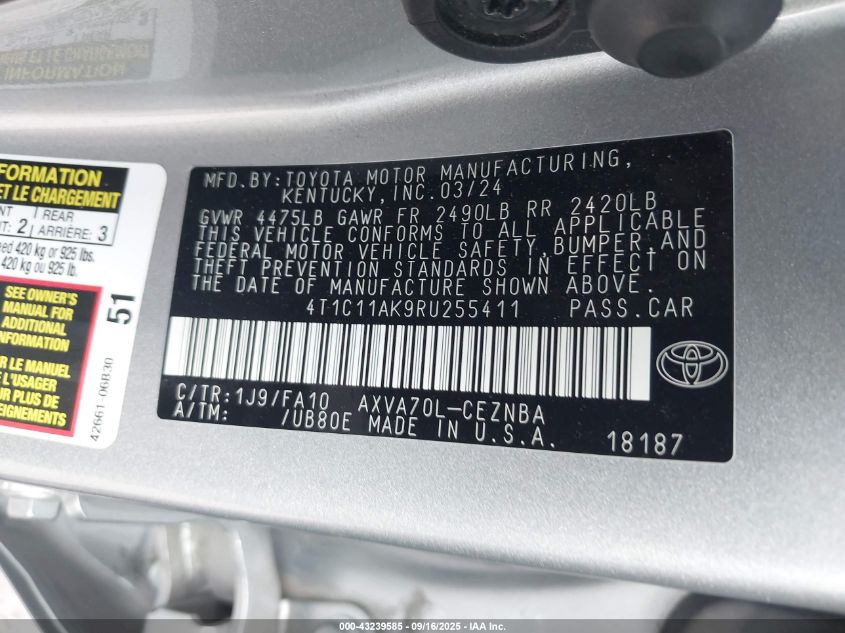 FORMATION
ET LE CHARGEMENT
REAR
2 ARRIÈRE: 3
420 kg or 925 lbs.
420 kg ou 925 lb.
SEE OWNER'S
MANUAL FOR
ADDITIONAL
INFORMATION
LE MANUEL
L'USAGER
PLUS DE
51
42661-06B30
MFD.BY:TOYOTA MOTOR MANUFACTURING,
KENTUCKY, INC. 03/24
GVWR 4475LB GAWR FR 2490LB RR 2420LB
THIS VEHICLE CONFORMS TO ALL APPLICABLE
FEDERAL MOTOR VEHICLE SAFETY, BUMPER, AND
THEFT PREVENTION STANDARDS IN EFFECT ON
THE DATE OF MANUFACTURE SHOWN ABOVE.
4T1C11AK9RU255411 PASS.CAR
C/TR:1J9/FA10 AXVA70L-CEZNBA
A/TM: /UB80E MADE IN U.S.A.
18187
000-43239585 - 09/16/2025 - IAA Inc.